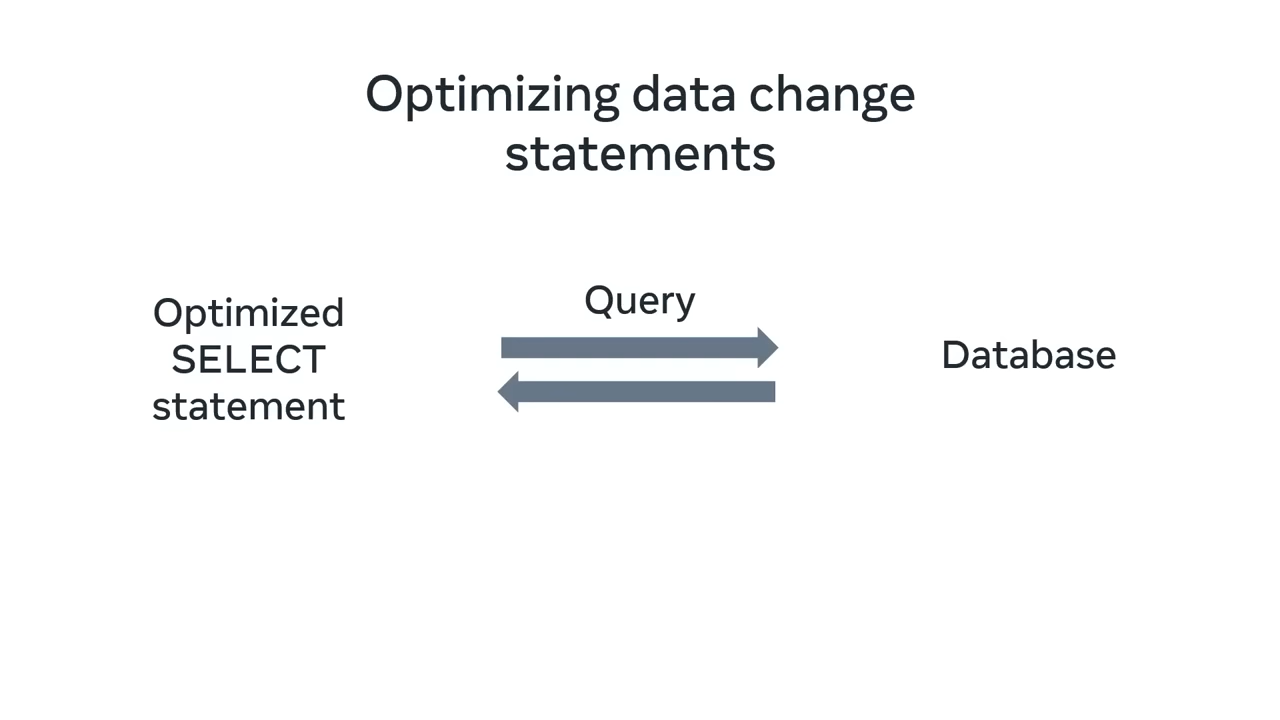 Optimizing data change
statements
Optimized
SELECT
statement
Query
Database